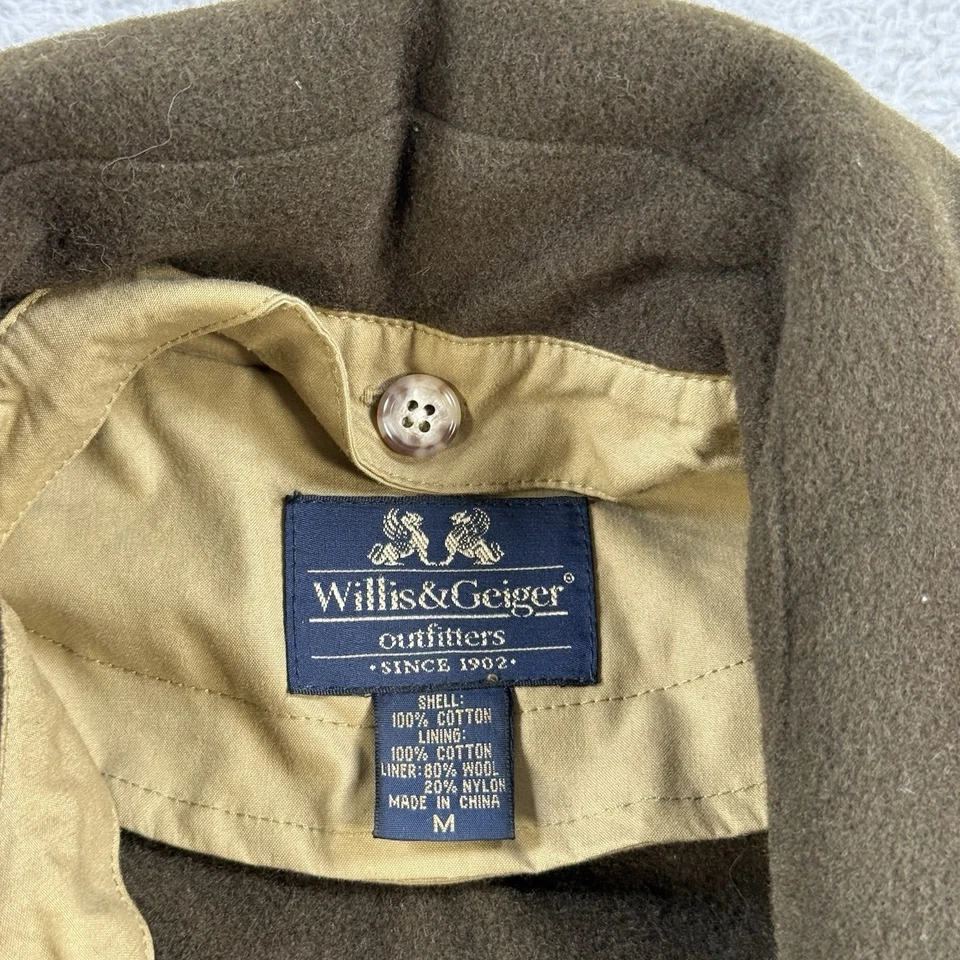 Willis&Geiger®
outfitters
•SINCE 1902•
SHELL:
100% COTTON
LINING:
100% COTTON
LINER: 80% WOOL
20% NYLON
MADE IN CHINA
M